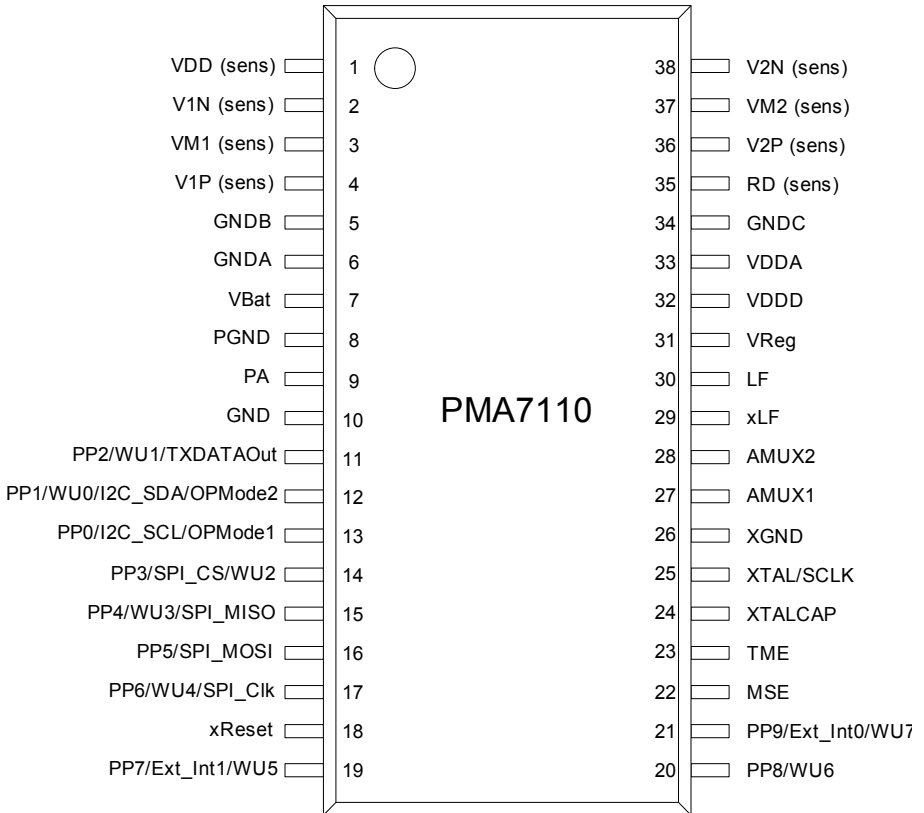 VDD (sens) 1 38 V2N (sens)
V1N (sens) 2 37 VM2 (sens)
VM1 (sens) 3 36 V2P (sens)
V1P (sens) 4 35 RD (sens)
GNDB 5 34 GNDC
GNDA 6 33 VDDA
VBat 7 32 VDDD
PGND 8 31 VReg
PA 9 30 LF
PMA7110
GND 10 29 xLF
PP2/WU1/TXDATAOut 11 28 AMUX2
PP1/WU0/I2C_SDA/OPMode2 12 27 AMUX1
PP0/I2C_SCL/OPMode1 13 26 XGND
PP3/SPI_CS/WU2 14 25 XTAL/SCLK
PP4/WU3/SPI_MISO 15 24 XTALCAP
PP5/SPI_MOSI 16 23 TME
PP6/WU4/SPI_Clk 17 22 MSE
xReset 18 21 PP9/Ext_Int0/WU7
PP7/Ext_Int1/WU5 19 20 PP8/WU6